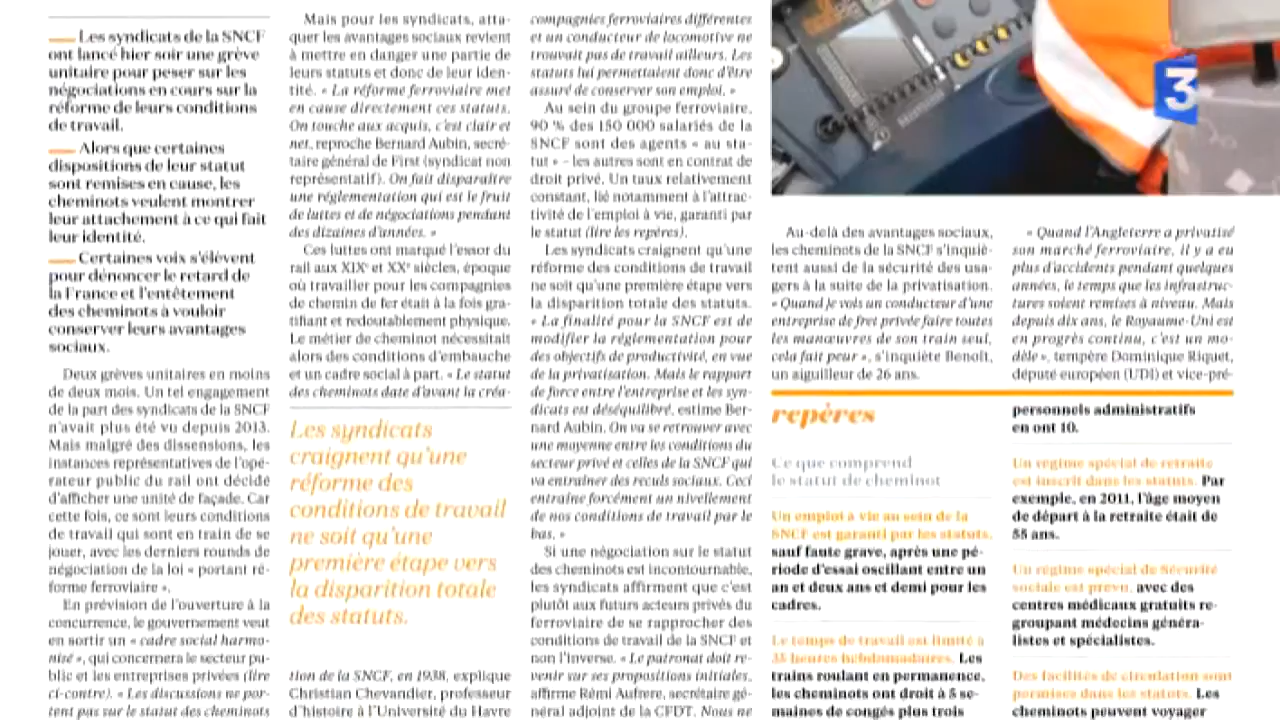 Les syndicats de la SNCF
ont lancé hier soir une grève
unitaire pour peser sur les
négociations en cours sur la
réforme de leurs conditions
de travail.
Alors que certaines
dispositions de leur statut
sont remises en cause, les
cheminots veulent montrer
leur attachement à ce qui fait
leur identité.
Certaines voix s'élèvent
pour dénoncer le retard de
la France et l'entêtement
des cheminots à vouloir
conserver leurs avantages
sociaux.
Deux grèves unitaires en moins
de deux mois. Un tel engagement
de la part des syndicats de la SNCF
n'avait plus été vu depuis 2013.
Mais malgré des dissensions, les
instances représentatives de l'opé-
rateur public du rail ont décidé
d'afficher une unité de façade. Car
cette fois, ce sont leurs conditions
de travail qui sont en train de se
jouer, avec les derniers rounds de
négociation de la loi « portant ré-
forme ferroviaire ».
En prévision de l'ouverture à la
concurrence, le gouvernement veut
en sortir un « cadre social harmo-
nisé », qui concernera le secteur pu-
blic et les entreprises privées (lire
ci-contre). « Les discussions ne por-
tent pas sur le statut des cheminots
Mais pour les syndicats, atta-
quer les avantages sociaux revient
à mettre en danger une partie de
leurs statuts et donc de leur iden-
tité. « La réforme ferroviaire met
en cause directement ces statuts.
On touche aux acquis, c'est clair et
net, reproche Bernard Aubin, secré-
taire général de First (syndicat non
représentatif). On fait disparaître
une réglementation qui est le fruit
de luttes et de négociations pendant
des dizaines d'années. »
Ces luttes ont marqué l'essor du
rail aux XIXe et XXe siècles, époque
où travailler pour les compagnies
de chemin de fer était à la fois gra-
tifiant et redoutablement physique.
Le métier de cheminot nécessitait
alors des conditions d'embauche
et un cadre social à part. « Le statut
des cheminots date d'avant la créa-
Les syndicats
craignent qu'une
réforme des
conditions de travail
ne soit qu'une
première étape vers
la disparition totale
des statuts.
tion de la SNCF, en 1938, explique
Christian Chevandier, professeur
d'histoire à l'Université du Havre
compagnies ferroviaires différentes
et un conducteur de locomotive ne
trouvait pas de travail ailleurs. Les
statuts lui permettaient donc d'être
assuré de conserver son emploi. »
Au sein du groupe ferroviaire,
90 % des 150 000 salariés de la
SNCF sont des agents « au sta-
tut » – les autres sont en contrat de
droit privé. Un taux relativement
constant, lié notamment à l'attrac-
tivité de l'emploi à vie, garanti par
le statut (lire les repères).
Les syndicats craignent qu'une
réforme des conditions de travail
ne soit qu'une première étape vers
la disparition totale des statuts.
« La finalité pour la SNCF est de
modifier la réglementation pour
des objectifs de productivité, en vue
de la privatisation. Mais le rapport
de force entre l'entreprise et les syn-
dicats est déséquilibré, estime Ber-
nard Aubin. On va se retrouver avec
une moyenne entre les conditions du
secteur privé et celles de la SNCF qui
va entraîner des reculs sociaux. Ceci
entraîne forcément un nivellement
de nos conditions de travail par le
bas. »
Si une négociation sur le statut
des cheminots est incontournable,
les syndicats affirment que c'est
plutôt aux futurs acteurs privés du
ferroviaire de se rapprocher des
conditions de travail de la SNCF et
non l'inverse. « Le patronat doit re-
venir sur ses propositions initiales,
affirme Rémi Aufrere, secrétaire gé-
néral adjoint de la CFDT. Nous ne
3
Au-delà des avantages sociaux,
les cheminots de la SNCF s'inquiè-
tent aussi de la sécurité des usa-
gers à la suite de la privatisation.
« Quand je vois un conducteur d'une
entreprise de fret privée faire toutes
les manœuvres de son train seul,
cela fait peur », s'inquiète Benoît,
un aiguilleur de 26 ans.
« Quand l'Angleterre a privatisé
son marché ferroviaire, il y a eu
plus d'accidents pendant quelques
années, le temps que les infrastruc-
tures soient remises à niveau. Mais
depuis dix ans, le Royaume-Uni est
en progrès continu, c'est un mo-
dèle », tempère Dominique Riquet,
député européen (UDI) et vice-pré-
repères
Ce que comprend
le statut de cheminot
Un emploi à vie au sein de la
SNCF est garanti par les statuts,
sauf faute grave, après une pé-
riode d'essai oscillant entre un
an et deux ans et demi pour les
cadres.
Le temps de travail est limité à
35 heures hebdomadaires. Les
trains roulant en permanence,
les cheminots ont droit à 5 se-
maines de congés plus trois
personnels administratifs
en ont 10.
Un régime spécial de retraite
est inscrit dans les statuts. Par
exemple, en 2011, l'âge moyen
de départ à la retraite était de
55 ans.
Un régime spécial de Sécurité
sociale est prévu, avec des
centres médicaux gratuits re-
groupant médecins généra-
listes et spécialistes.
Des facilités de circulation sont
permises dans les statuts. Les
cheminots peuvent voyager